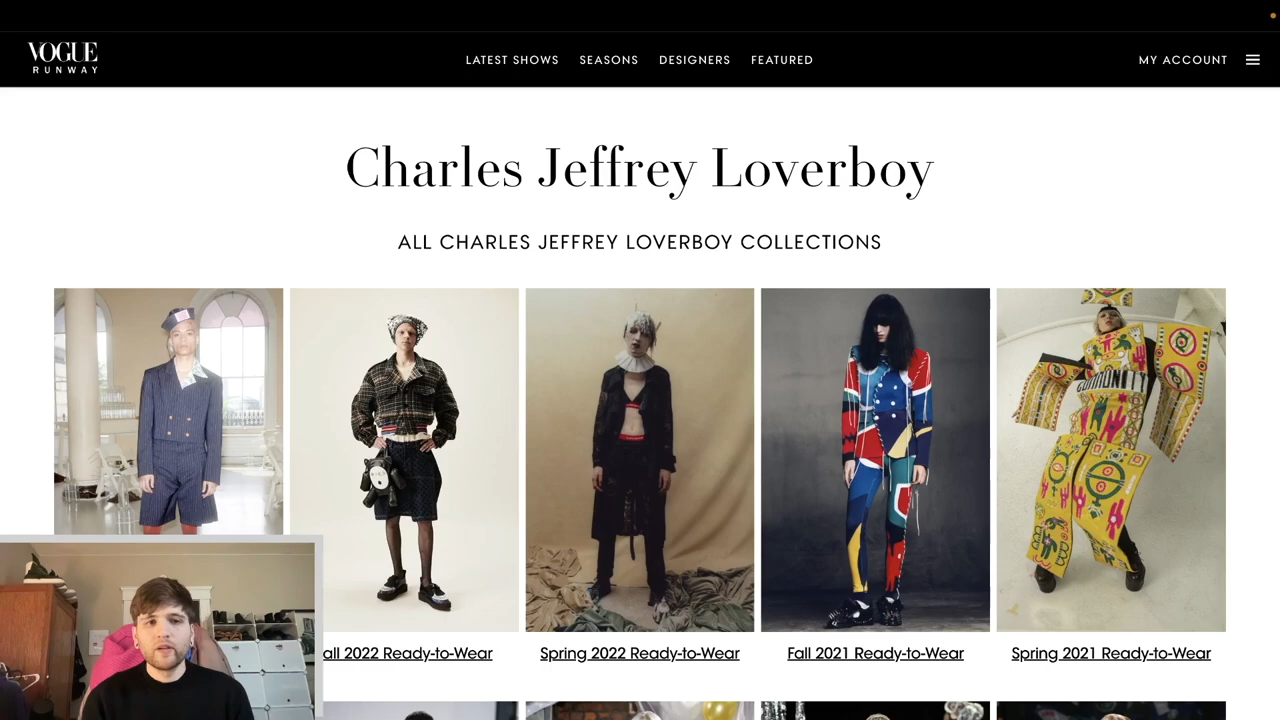 VOGUE
RUNWAY
LATEST SHOWS SEASONS DESIGNERS FEATURED
MY ACCOUNT
Charles Jeffrey Loverboy
ALL CHARLES JEFFREY LOVERBOY COLLECTIONS
COMMUNITY
all 2022 Ready-to-Wear
Spring 2022 Ready-to-Wear
Fall 2021 Ready-to-Wear
Spring 2021 Ready-to-Wear